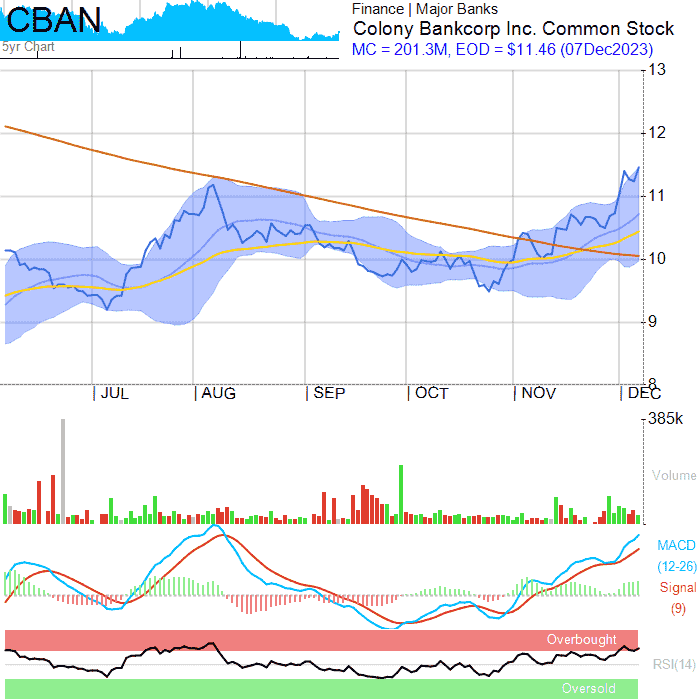 CBAN
5yr Chart
Finance | Major Banks
Colony Bankcorp Inc. Common Stock
MC = 201.3M, EOD = $11.46 (07Dec2023)
13
12
11
10
9
8
JUL AUG SEP OCT NOV DEC
385k
Volume
MACD
(12-26)
Signal
(9)
Overbought
RSI(14)
Oversold